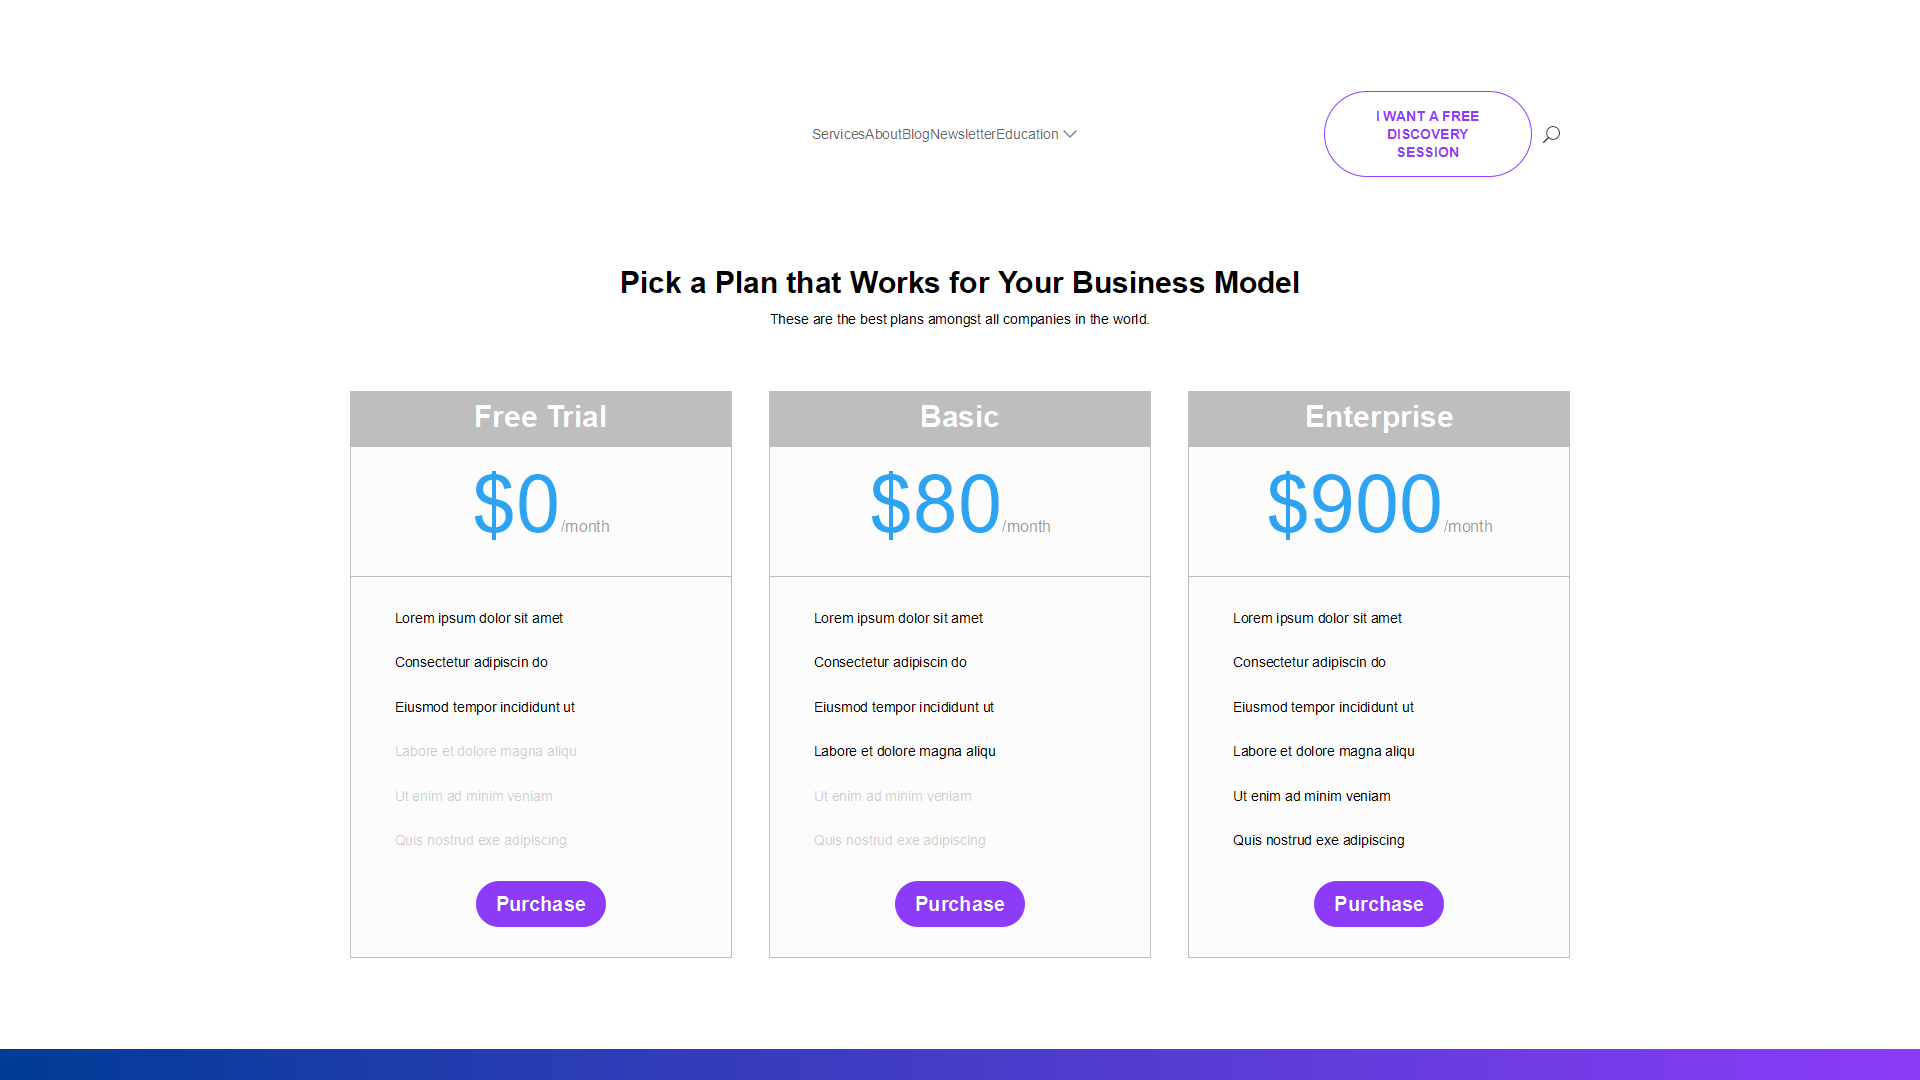 Services About Blog Newsletter Education
I WANT A FREE
DISCOVERY
SESSION
Pick a Plan that Works for Your Business Model
These are the best plans amongst all companies in the world.
Free Trial
$0/month
Lorem ipsum dolor sit amet
Consectetur adipiscin do
Eiusmod tempor incididunt ut
Labore et dolore magna aliqu
Ut enim ad minim veniam
Quis nostrud exe adipiscing
Purchase
Basic
$80/month
Lorem ipsum dolor sit amet
Consectetur adipiscin do
Eiusmod tempor incididunt ut
Labore et dolore magna aliqu
Ut enim ad minim veniam
Quis nostrud exe adipiscing
Purchase
Enterprise
$900/month
Lorem ipsum dolor sit amet
Consectetur adipiscin do
Eiusmod tempor incididunt ut
Labore et dolore magna aliqu
Ut enim ad minim veniam
Quis nostrud exe adipiscing
Purchase